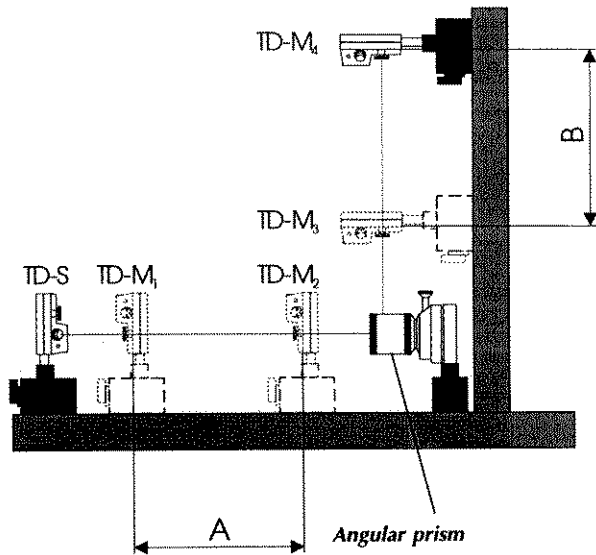 TD-M₄
B
TD-M₃
TD-S TD-M₁ TD-M₂
A
Angular prism